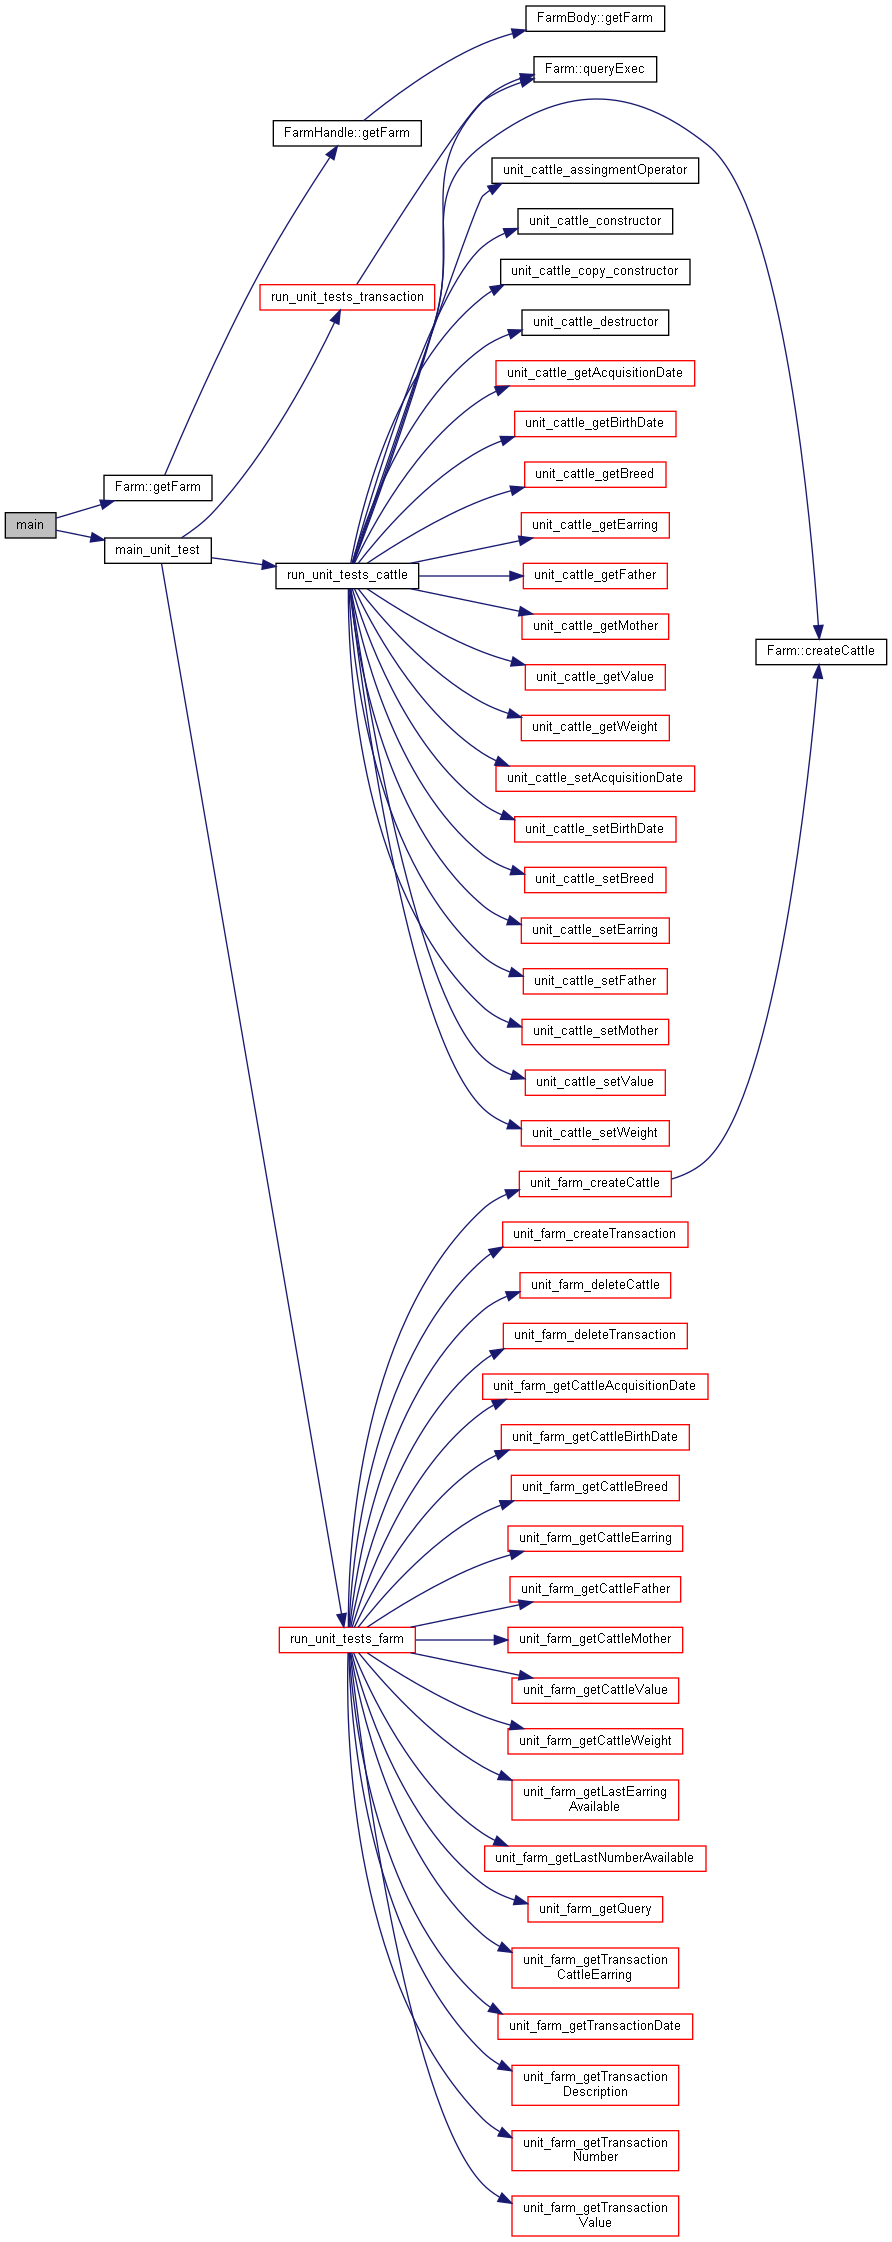 FarmBody::getFarm
Farm::queryExec
FarmHandle::getFarm
unit_cattle_assingmentOperator
unit_cattle_constructor
unit_cattle_copy_constructor
run_unit_tests_transaction
unit_cattle_destructor
unit_cattle_getAcquisitionDate
unit_cattle_getBirthDate
unit_cattle_getBreed
Farm::getFarm
main
unit_cattle_getEarring
main_unit_test
run_unit_tests_cattle
unit_cattle_getFather
unit_cattle_getMother
Farm::createCattle
unit_cattle_getValue
unit_cattle_getWeight
unit_cattle_setAcquisitionDate
unit_cattle_setBirthDate
unit_cattle_setBreed
unit_cattle_setEarring
unit_cattle_setFather
unit_cattle_setMother
unit_cattle_setValue
unit_cattle_setWeight
unit_farm_createCattle
unit_farm_createTransaction
unit_farm_deleteCattle
unit_farm_deleteTransaction
unit_farm_getCattleAcquisitionDate
unit_farm_getCattleBirthDate
unit_farm_getCattleBreed
unit_farm_getCattleEarring
unit_farm_getCattleFather
run_unit_tests_farm
unit_farm_getCattleMother
unit_farm_getCattleValue
unit_farm_getCattleWeight
unit_farm_getLastEarring
Available
unit_farm_getLastNumberAvailable
unit_farm_getQuery
unit_farm_getTransaction
CattleEarring
unit_farm_getTransactionDate
unit_farm_getTransaction
Description
unit_farm_getTransaction
Number
unit_farm_getTransaction
Value